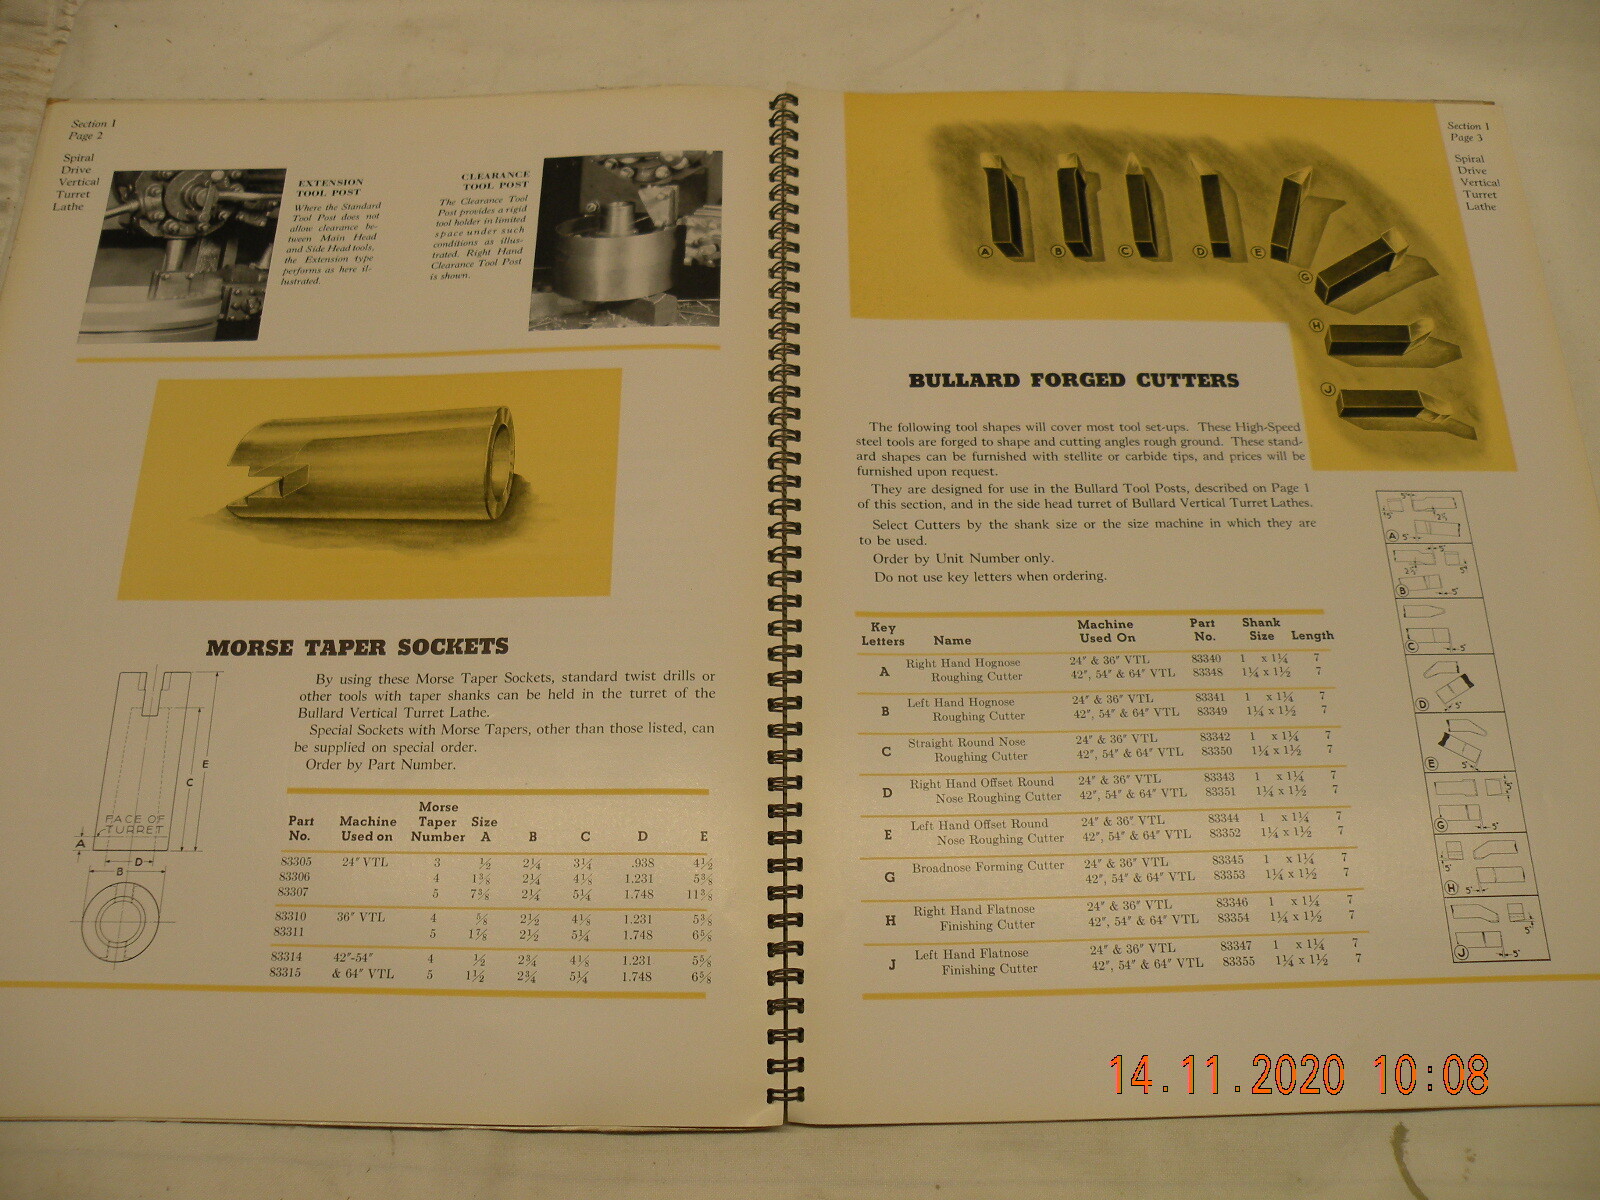 Section 1
Page 2
Spiral
Drive
Vertical
Turret
Lathe
EXTENSION
TOOL POST
Where the Standard
Tool Post does not
allow clearance be-
tween Main Head
and Side Head tools,
the Extension type
performs as here il-
lustrated.
CLEARANCE
TOOL POST
The Clearance Tool
Post provides a rigid
tool holder in limited
space under such
conditions as illus-
trated. Right Hand
Clearance Tool Post
is shown.
MORSE TAPER SOCKETS
By using these Morse Taper Sockets, standard twist drills or
other tools with taper shanks can be held in the turret of the
Bullard Vertical Turret Lathe.
Special Sockets with Morse Tapers, other than those listed, can
be supplied on special order.
Order by Part Number.
FACE OF
TURRET
A
B
C
D
E
Part No. Machine Used on Morse Taper Number Size A B C D E
83305 24" VTL 3 ½ 2¼ 3¼ .938 4½
83306 4 1⅜ 2¼ 4⅛ 1.231 5⅜
83307 5 7⅜ 2¼ 5¼ 1.748 11⅜
83310 36" VTL 4 ⅝ 2½ 4⅛ 1.231 5⅜
83311 5 1⅞ 2½ 5¼ 1.748 6⅝
83314 42"-54" 4 ½ 2¾ 4⅛ 1.231 5⅝
83315 & 64" VTL 5 1½ 2¾ 5¼ 1.748 6⅝
Section 1
Page 3
Spiral
Drive
Vertical
Turret
Lathe
A B C D E
G
H
J
BULLARD FORGED CUTTERS
The following tool shapes will cover most tool set-ups. These High-Speed
steel tools are forged to shape and cutting angles rough ground. These stand-
ard shapes can be furnished with stellite or carbide tips, and prices will be
furnished upon request.
They are designed for use in the Bullard Tool Posts, described on Page 1
of this section, and in the side head turret of Bullard Vertical Turret Lathes.
Select Cutters by the shank size or the size machine in which they are
to be used.
Order by Unit Number only.
Do not use key letters when ordering.
Key Letters Name Machine Used On Part No. Shank Size Length
A Right Hand Hognose 24" & 36" VTL 83340 1 x 1¼ 7
Roughing Cutter 42", 54" & 64" VTL 83348 1¼ x 1½ 7
B Left Hand Hognose 24" & 36" VTL 83341 1 x 1¼ 7
Roughing Cutter 42", 54" & 64" VTL 83349 1¼ x 1½ 7
C Straight Round Nose 24" & 36" VTL 83342 1 x 1¼ 7
Roughing Cutter 42", 54" & 64" VTL 83350 1¼ x 1½ 7
D Right Hand Offset Round 24" & 36" VTL 83343 1 x 1¼ 7
Nose Roughing Cutter 42", 54" & 64" VTL 83351 1¼ x 1½ 7
E Left Hand Offset Round 24" & 36" VTL 83344 1 x 1¼ 7
Nose Roughing Cutter 42", 54" & 64" VTL 83352 1¼ x 1½ 7
G Broadnose Forming Cutter 24" & 36" VTL 83345 1 x 1¼ 7
42", 54" & 64" VTL 83353 1¼ x 1½ 7
H Right Hand Flatnose 24" & 36" VTL 83346 1 x 1¼ 7
Finishing Cutter 42", 54" & 64" VTL 83354 1¼ x 1½ 7
J Left Hand Flatnose 24" & 36" VTL 83347 1 x 1¼ 7
Finishing Cutter 42", 54" & 64" VTL 83355 1¼ x 1½ 7
A
B
C
D
E
G
H
J
14.11.2020 10:08